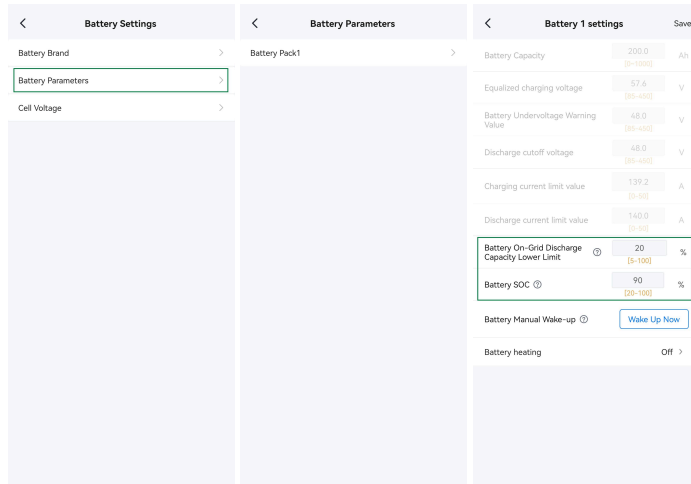 Battery Settings
Battery Brand
Battery Parameters
Cell Voltage
Battery Parameters
Battery Pack1
Battery 1 settings Save
Battery Capacity 200.0 Ah
[0-1000]
Equalized charging voltage 57.6 V
[85-460]
Battery Undervoltage Warning
Value 48.0 V
[85-460]
Discharge cutoff voltage 48.0 V
[85-460]
Charging current limit value 139.2 A
[0-50]
Discharge current limit value 140.0 A
[0-50]
Battery On-Grid Discharge
Capacity Lower Limit 20 %
[5-100]
Battery SOC 90 %
[20-100]
Battery Manual Wake-up Wake Up Now
Battery heating Off